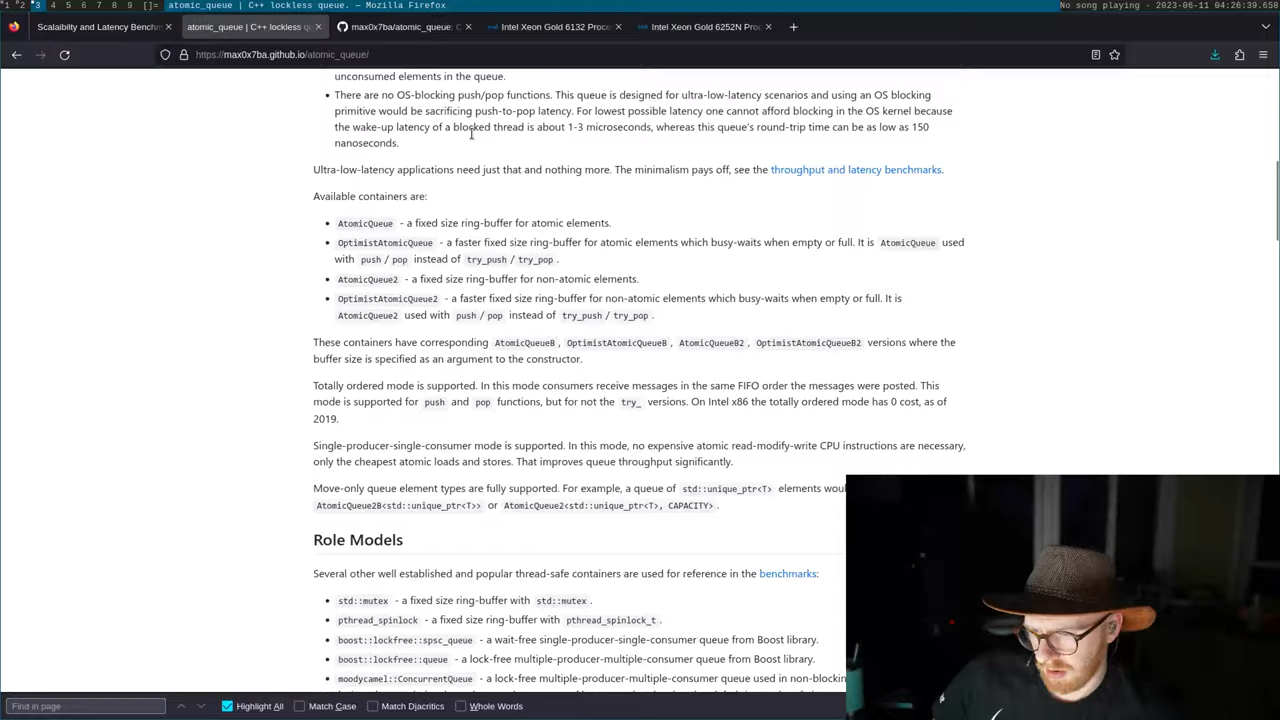 1 2 3 4 5 6 7 8 9 []= atomic_queue | C++ lockless queue. — Mozilla Firefox No song playing - 2023-06-11 04:26:39.658
Scalability and Latency Benchm
atomic_queue | C++ lockless qu
max0x7ba/atomic_queue: C
Intel Xeon Gold 6132 Proce
Intel Xeon Gold 6252N Pro
https://max0x7ba.github.io/atomic_queue/
unconsumed elements in the queue.
• There are no OS-blocking push/pop functions. This queue is designed for ultra-low-latency scenarios and using an OS blocking
primitive would be sacrificing push-to-pop latency. For lowest possible latency one cannot afford blocking in the OS kernel because
the wake-up latency of a blocked thread is about 1-3 microseconds, whereas this queue's round-trip time can be as low as 150
nanoseconds.
Ultra-low-latency applications need just that and nothing more. The minimalism pays off, see the throughput and latency benchmarks.
Available containers are:
• AtomicQueue - a fixed size ring-buffer for atomic elements.
• OptimistAtomicQueue - a faster fixed size ring-buffer for atomic elements which busy-waits when empty or full. It is AtomicQueue used
with push / pop instead of try_push / try_pop .
• AtomicQueue2 - a fixed size ring-buffer for non-atomic elements.
• OptimistAtomicQueue2 - a faster fixed size ring-buffer for non-atomic elements which busy-waits when empty or full. It is
AtomicQueue2 used with push / pop instead of try_push / try_pop .
These containers have corresponding AtomicQueueB , OptimistAtomicQueueB , AtomicQueueB2 , OptimistAtomicQueueB2 versions where the
buffer size is specified as an argument to the constructor.
Totally ordered mode is supported. In this mode consumers receive messages in the same FIFO order the messages were posted. This
mode is supported for push and pop functions, but for not the try_ versions. On Intel x86 the totally ordered mode has 0 cost, as of
2019.
Single-producer-single-consumer mode is supported. In this mode, no expensive atomic read-modify-write CPU instructions are necessary,
only the cheapest atomic loads and stores. That improves queue throughput significantly.
Move-only queue element types are fully supported. For example, a queue of std::unique_ptr<T> elements wou
AtomicQueue2B<std::unique_ptr<T>> or AtomicQueue2<std::unique_ptr<T>, CAPACITY> .
Role Models
Several other well established and popular thread-safe containers are used for reference in the benchmarks:
• std::mutex - a fixed size ring-buffer with std::mutex .
• pthread_spinlock - a fixed size ring-buffer with pthread_spinlock_t .
• boost::lockfree::spsc_queue - a wait-free single-producer-single-consumer queue from Boost library.
• boost::lockfree::queue - a lock-free multiple-producer-multiple-consumer queue from Boost library.
• moodycamel::ConcurrentQueue - a lock-free multiple-producer-multiple-consumer queue used in non-blockin
Find in page
Highlight All
Match Case
Match Diacritics
Whole Words